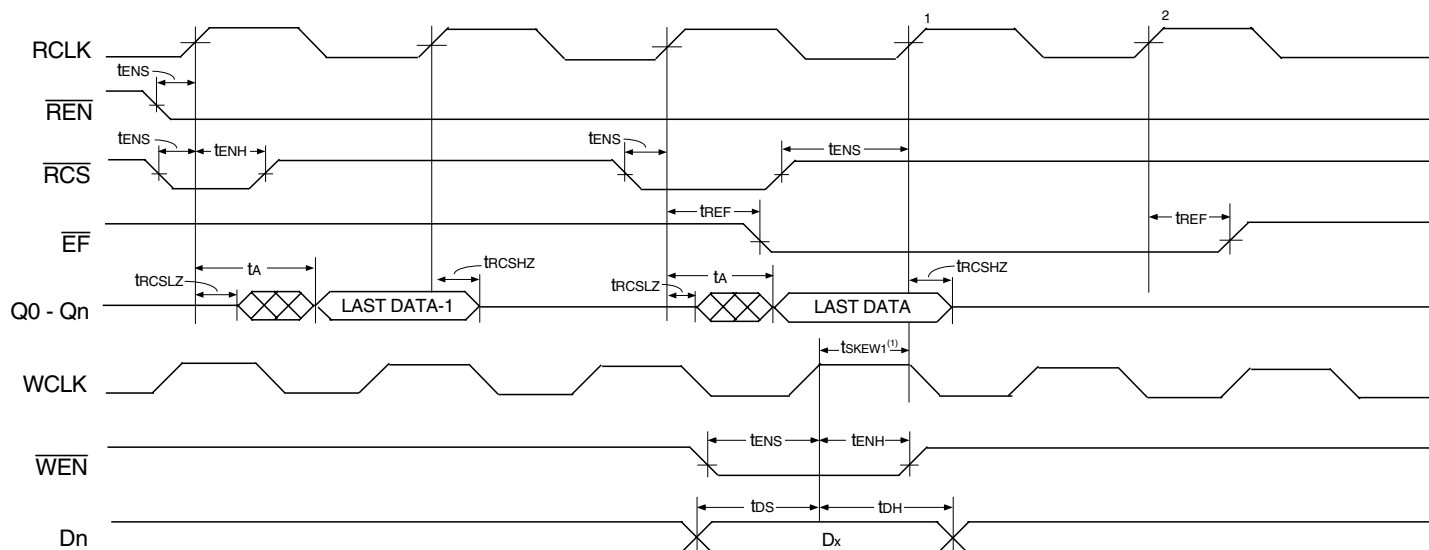 1 2
RCLK
tENS
REN
tENS tENH tENS tENS
RCS
tREF tREF
EF
tA tRCSHZ tA tRCSHZ
tRCSLZ tRCSLZ
Q0 - Qn LAST DATA-1 LAST DATA
tSKEW1(1)
WCLK
tENS tENH
WEN
tDS tDH
Dn Dx